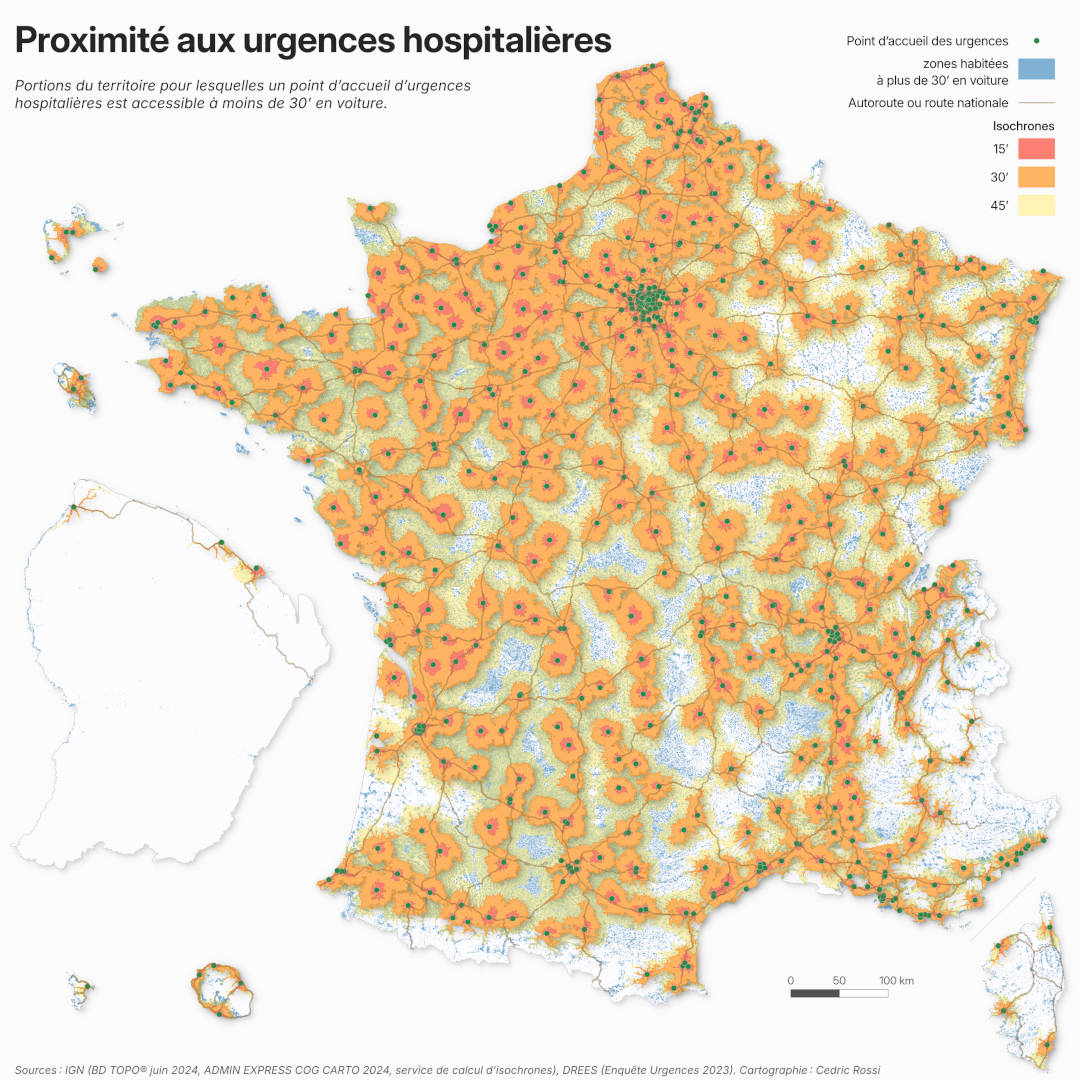 Proximité aux urgences hospitalières
Portions du territoire pour lesquelles un point d’accueil d’urgences
hospitalières est accessible à moins de 30’ en voiture.
Point d’accueil des urgences
zones habitées
à plus de 30’ en voiture
Autoroute ou route nationale
Isochrones
15’
30’
45’
0 50 100 km
Sources : IGN (BD TOPO® juin 2024, ADMIN EXPRESS COG CARTO 2024, service de calcul d’isochrones), DREES (Enquête Urgences 2023). Cartographie : Cedric Rossi